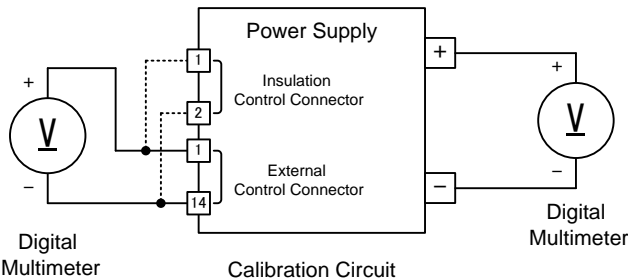 Power Supply
+
1
Insulation
Control Connector
2
+
V
−
1
External
Control Connector
14
−
+
V
−
Digital
Multimeter
Digital
Multimeter
Calibration Circuit